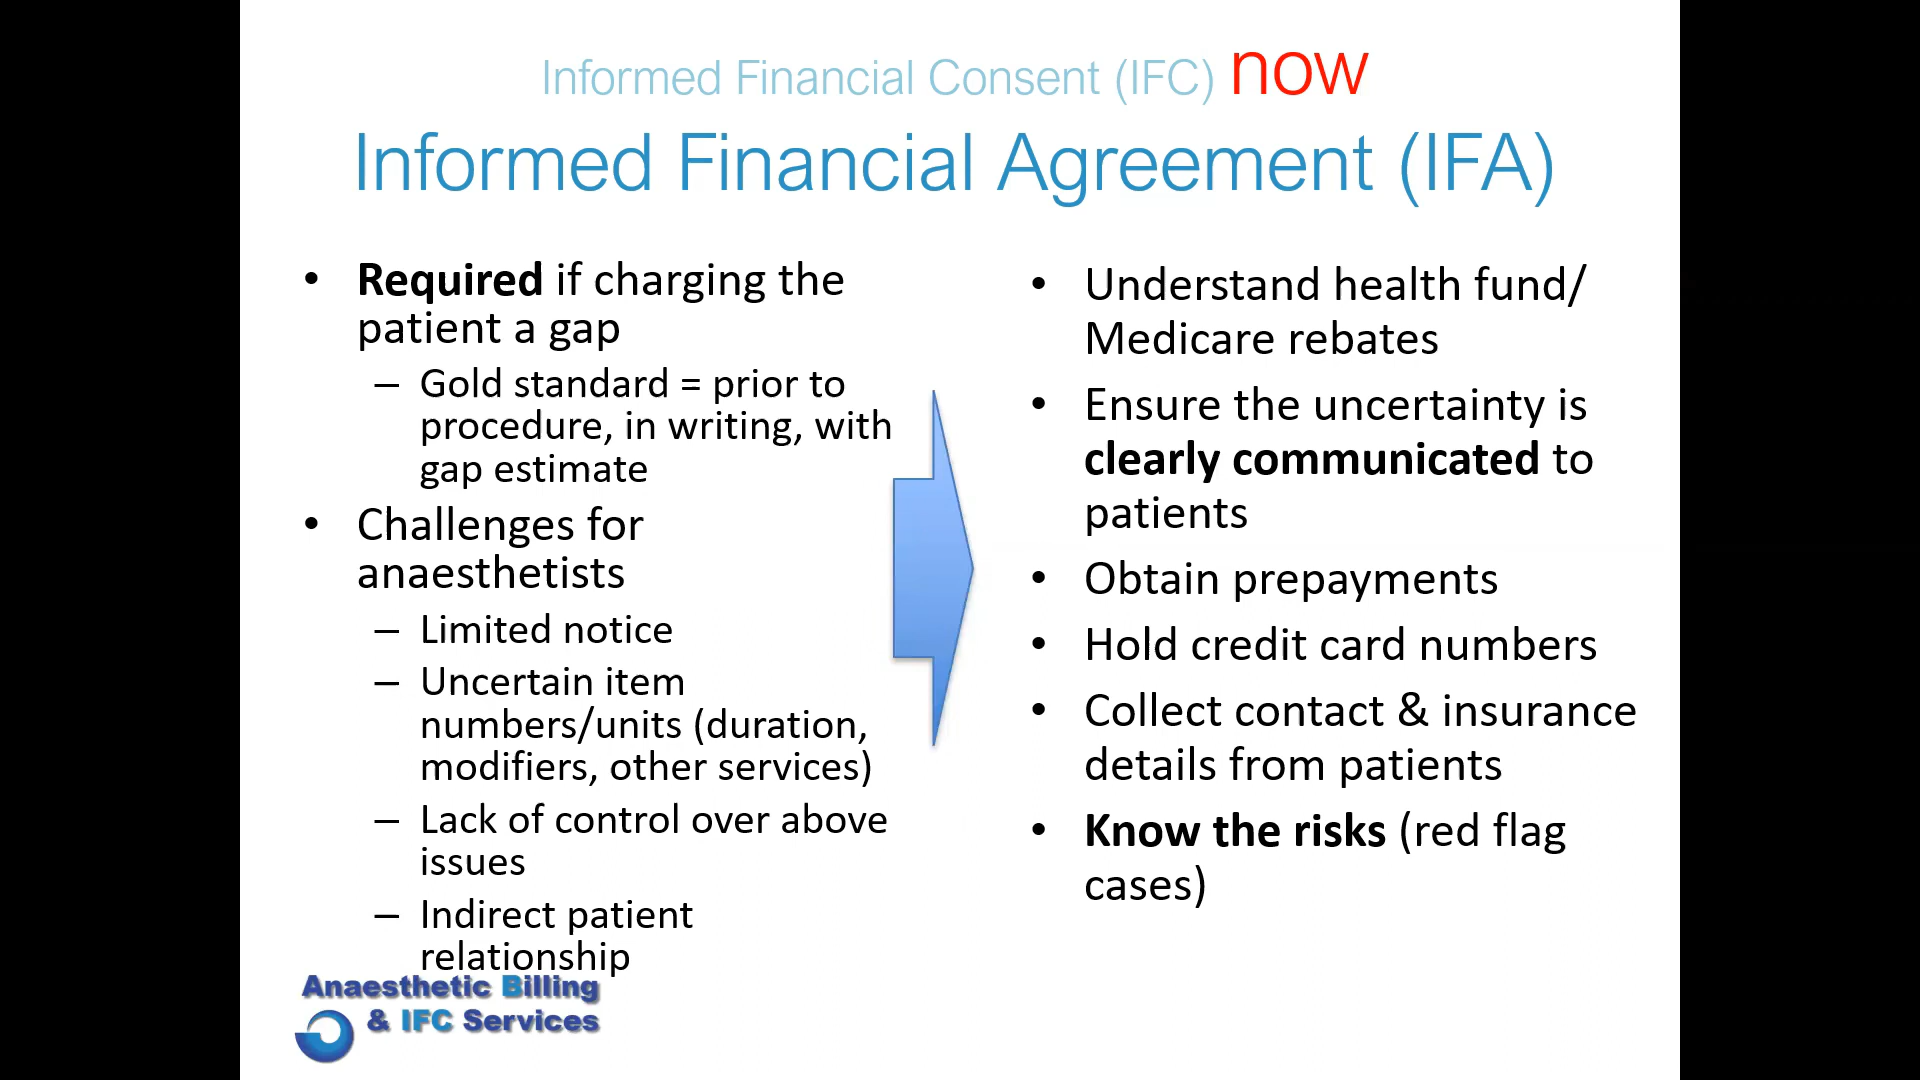 Informed Financial Consent (IFC) now
Informed Financial Agreement (IFA)
• Required if charging the
patient a gap
– Gold standard = prior to
procedure, in writing, with
gap estimate
• Challenges for
anaesthetists
– Limited notice
– Uncertain item
numbers/units (duration,
modifiers, other services)
– Lack of control over above
issues
– Indirect patient
relationship
• Understand health fund/
Medicare rebates
• Ensure the uncertainty is
clearly communicated to
patients
• Obtain prepayments
• Hold credit card numbers
• Collect contact & insurance
details from patients
• Know the risks (red flag
cases)
Anaesthetic Billing
& IFC Services